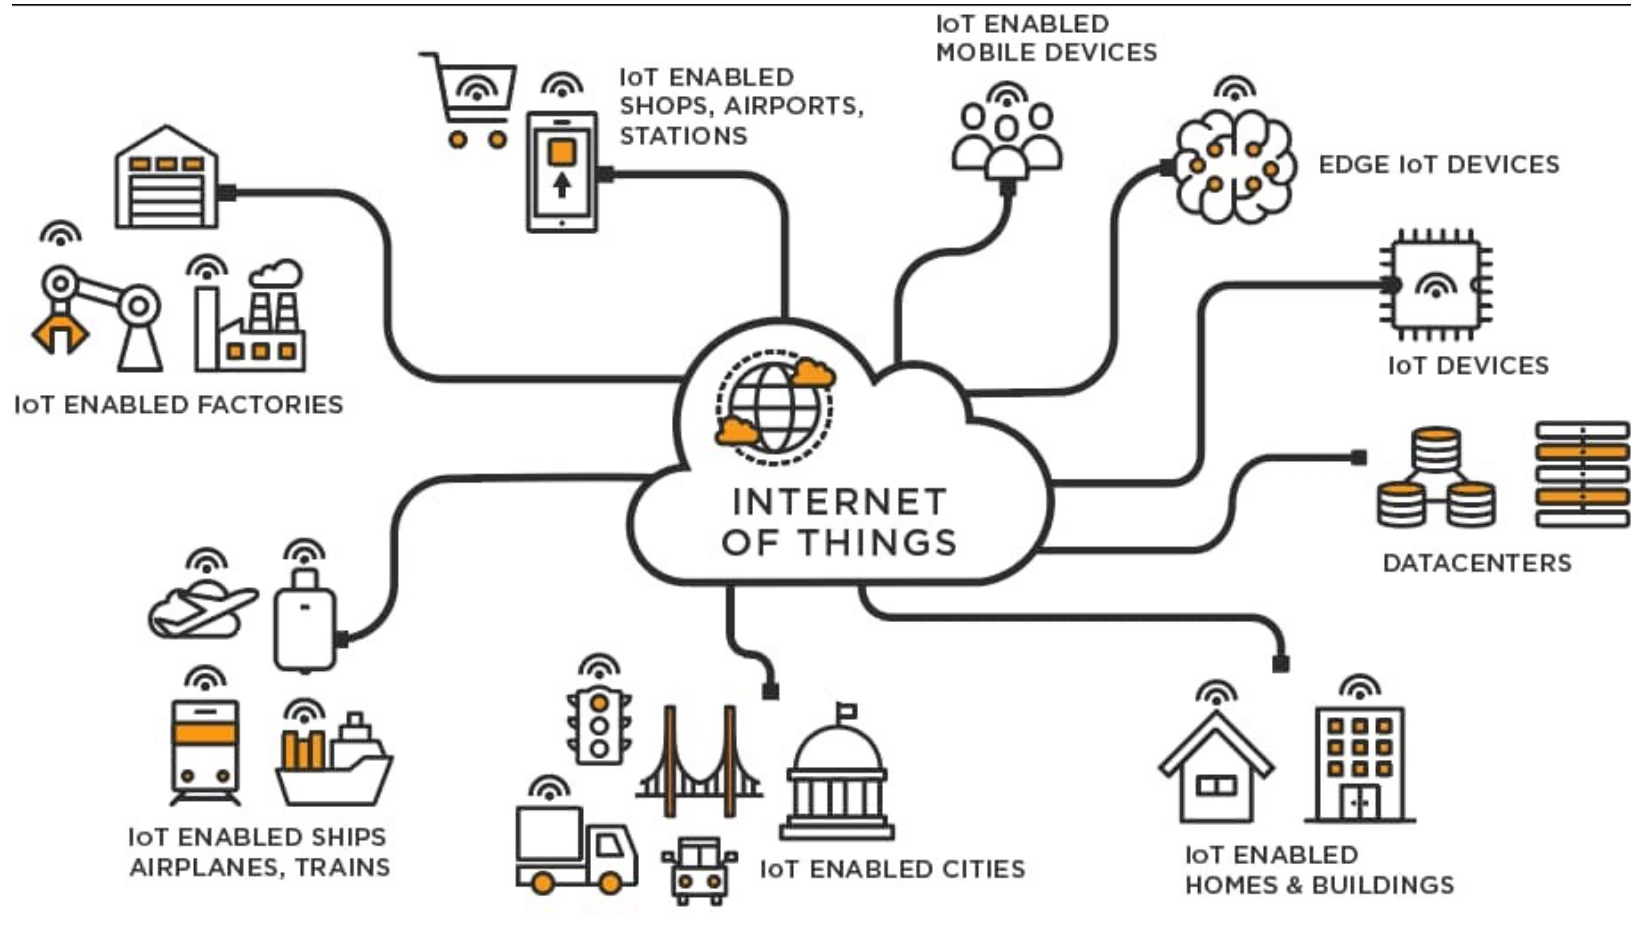 IoT ENABLED
MOBILE DEVICES
IoT ENABLED
SHOPS, AIRPORTS,
STATIONS
EDGE IoT DEVICES
IoT DEVICES
IoT ENABLED FACTORIES
INTERNET
OF THINGS
DATACENTERS
IoT ENABLED SHIPS
AIRPLANES, TRAINS
IoT ENABLED CITIES
IoT ENABLED
HOMES & BUILDINGS